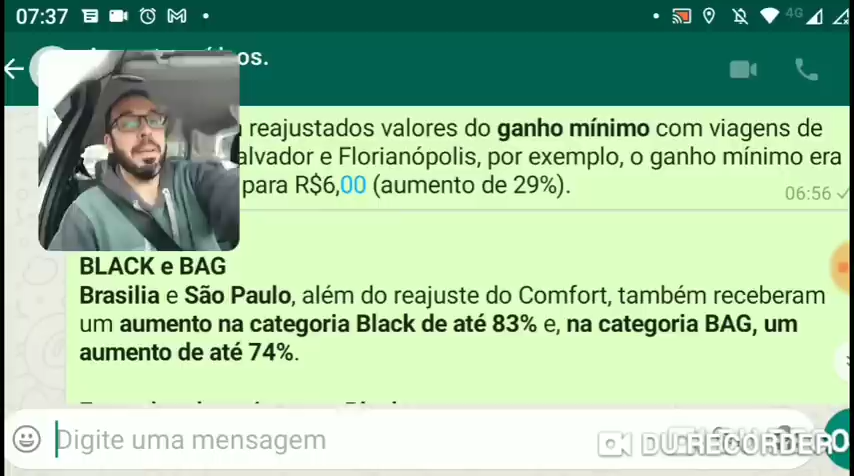 07:37
4G
os.
reajustados valores do ganho mínimo com viagens de
alvador e Florianópolis, por exemplo, o ganho mínimo era
para R$6,00 (aumento de 29%).
06:56
BLACK e BAG
Brasilia e São Paulo, além do reajuste do Comfort, também receberam
um aumento na categoria Black de até 83% e, na categoria BAG, um
aumento de até 74%.
Digite uma mensagem
DU RECORDER